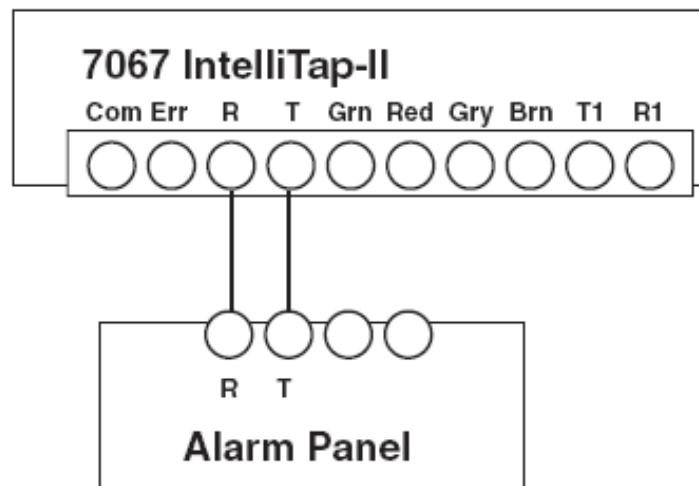 7067 IntelliTap-II
Com Err R T Grn Red Gry Brn T1 R1
R T
Alarm Panel